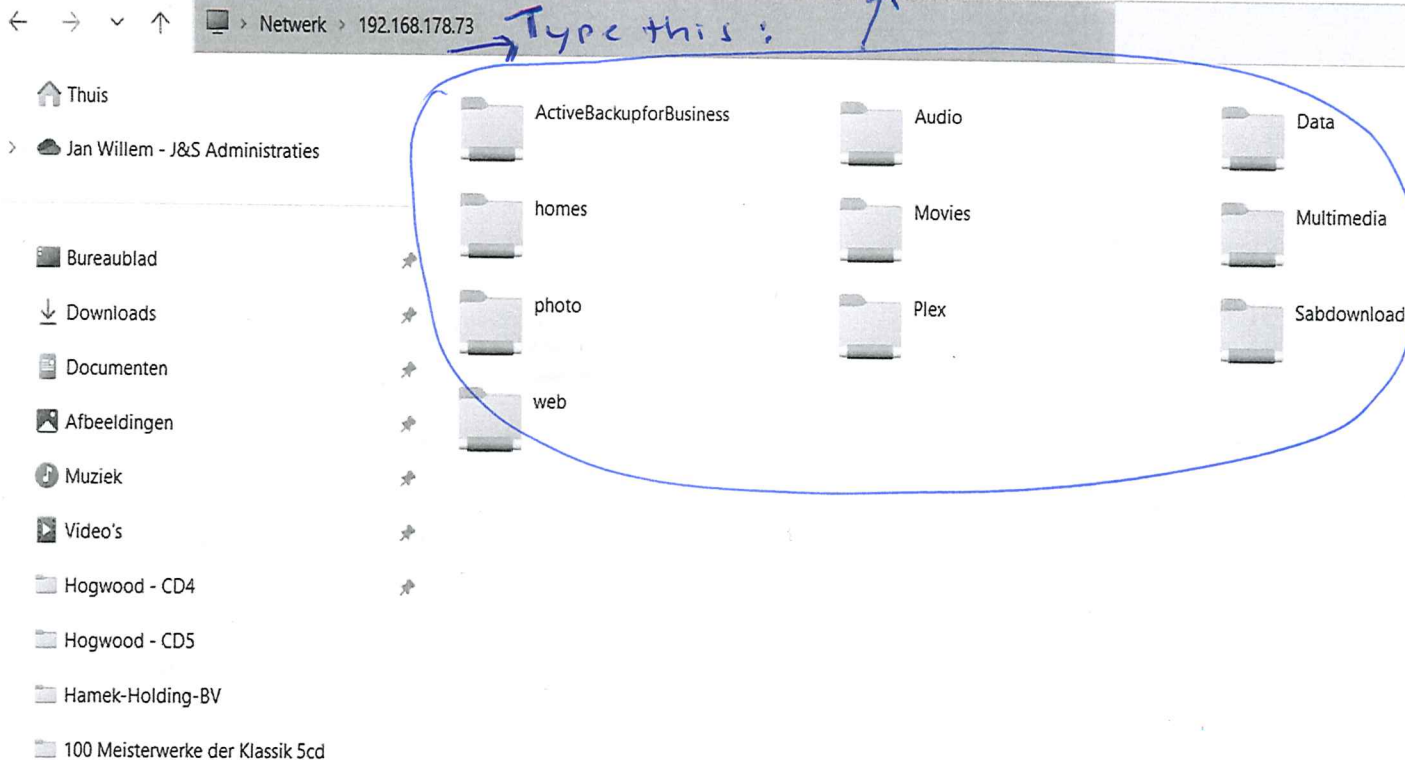 Netwerk > 192.168.178.73
Type this:
Thuis
Jan Willem - J&S Administraties
Bureaublad
Downloads
Documenten
Afbeeldingen
Muziek
Video's
Hogwood - CD4
Hogwood - CD5
Hamek-Holding-BV
100 Meisterwerke der Klassik 5cd
ActiveBackupforBusiness
Audio
Data
homes
Movies
Multimedia
photo
Plex
Sabdownload
web